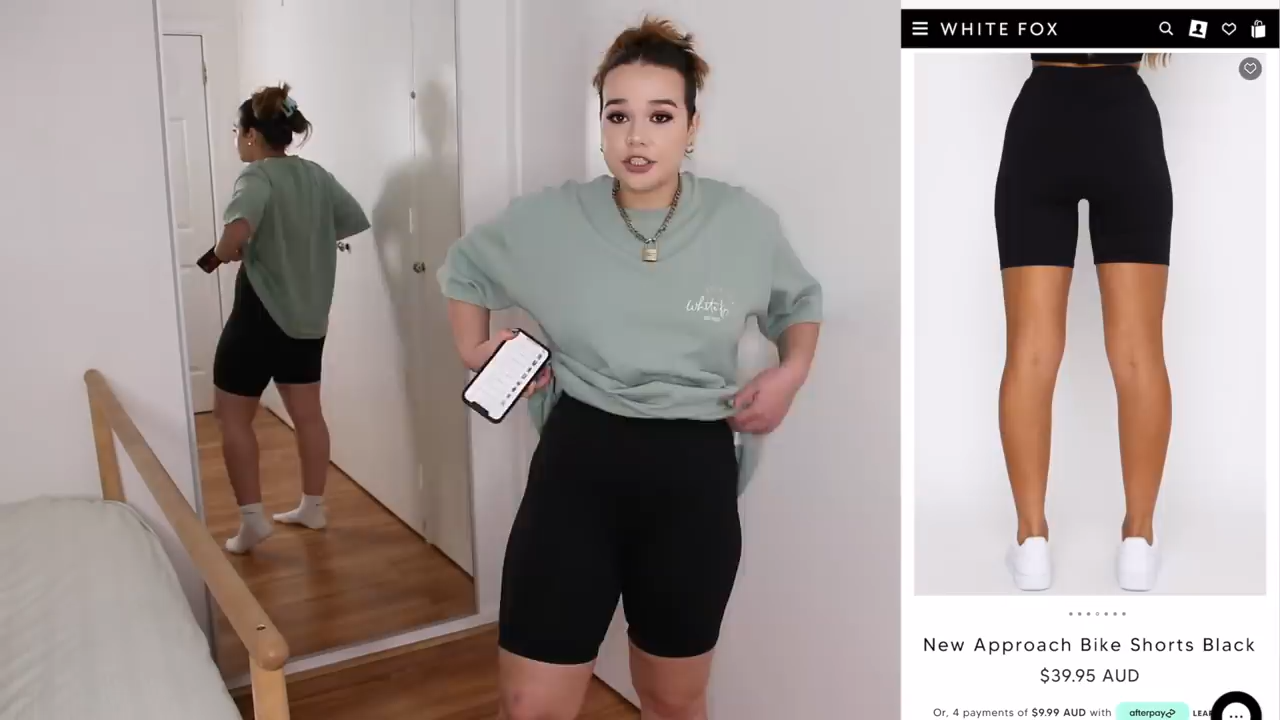 WHITE FOX
New Approach Bike Shorts Black
$39.95 AUD
Or, 4 payments of $9.99 AUD with afterpay